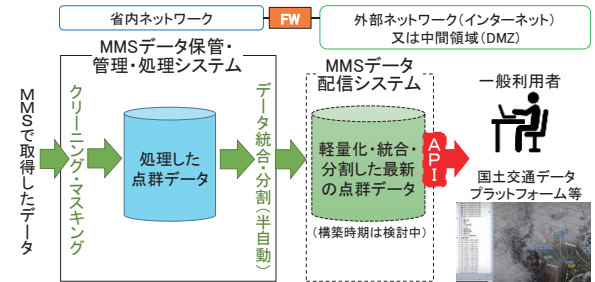 省内ネットワーク
FW
外部ネットワーク(インターネット)
又は中間領域(DMZ)
MMSデータ保管・
管理・処理システム
MMSで取得したデータ
クリーニング・マスキング
処理した
点群データ
データ統合・分割(半自動)
MMSデータ
配信システム
軽量化・統合・
分割した最新
の点群データ
(構築時期は検討中)
API
一般利用者
国土交通データ
プラットフォーム等